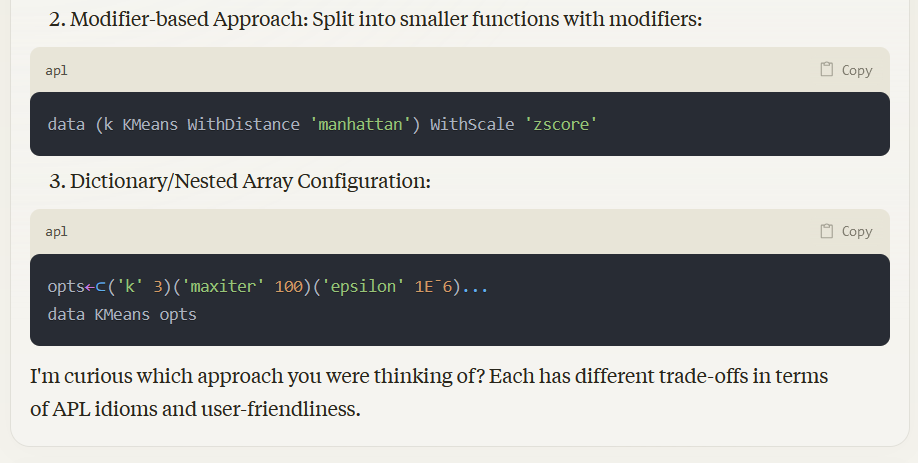 2. Modifier-based Approach: Split into smaller functions with modifiers:
apl
Copy
data (k KMeans WithDistance 'manhattan') WithScale 'zscore'
3. Dictionary/Nested Array Configuration:
apl
Copy
opts←⊂('k' 3)('maxiter' 100)('epsilon' 1E¯6)...
data KMeans opts
I'm curious which approach you were thinking of? Each has different trade-offs in terms
of APL idioms and user-friendliness.